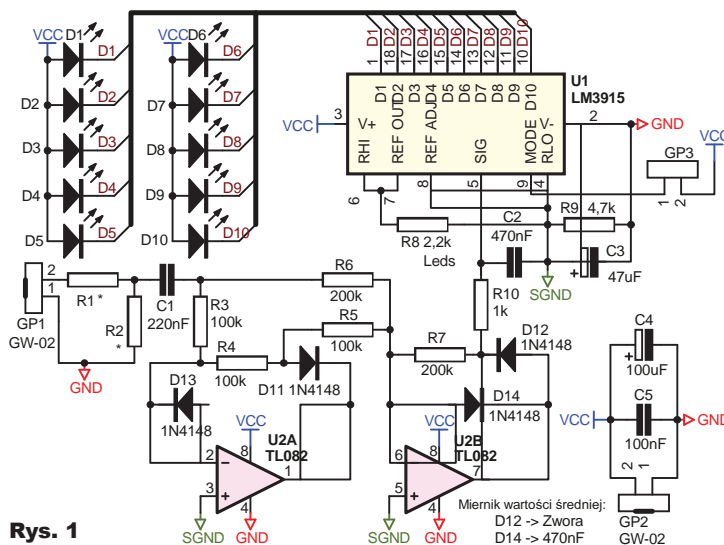 VCC D1 D1
D2 D2
D3 D3
D4 D4
D5 D5
VCC D6 D6
D7 D7
D8 D8
D9 D9
D10 D10
D1 D2 D3 D4 D5 D6 D7 D8 D9 D10
1 18 17 16 15 14 13 12 11 10
D1 D2 D3 D4 D5 D6 D7 D8 D9 D10
U1
LM3915
VCC 3 V+ REF OUT REF ADJ V- 2 GND
RHI SIG MODE RLO
6 7 8 5 9 4
VCC
GP3
1 2
R8 2,2k
Leds
C2
470nF
R9 4,7k
C3
+ 47uF
SGND
GP1
GW-02
2
1
R1 *
R2
*
GND
C1
220nF
R3
100k
R6
200k
R5
100k
R4
100k
D11 1N4148
D13
1N4148
U2A
TL082
VCC
8
2 −
3 +
1
4
SGND GND
R10
1k
R7
200k
D12
1N4148
D14
1N4148
U2B
TL082
VCC
8
6 −
5 +
7
4
SGND GND
C4
+ 100uF
C5
100nF
VCC GND
2 1
GP2
GW-02
Miernik wartości średniej:
D12 -> Zwora
D14 -> 470nF
Rys. 1